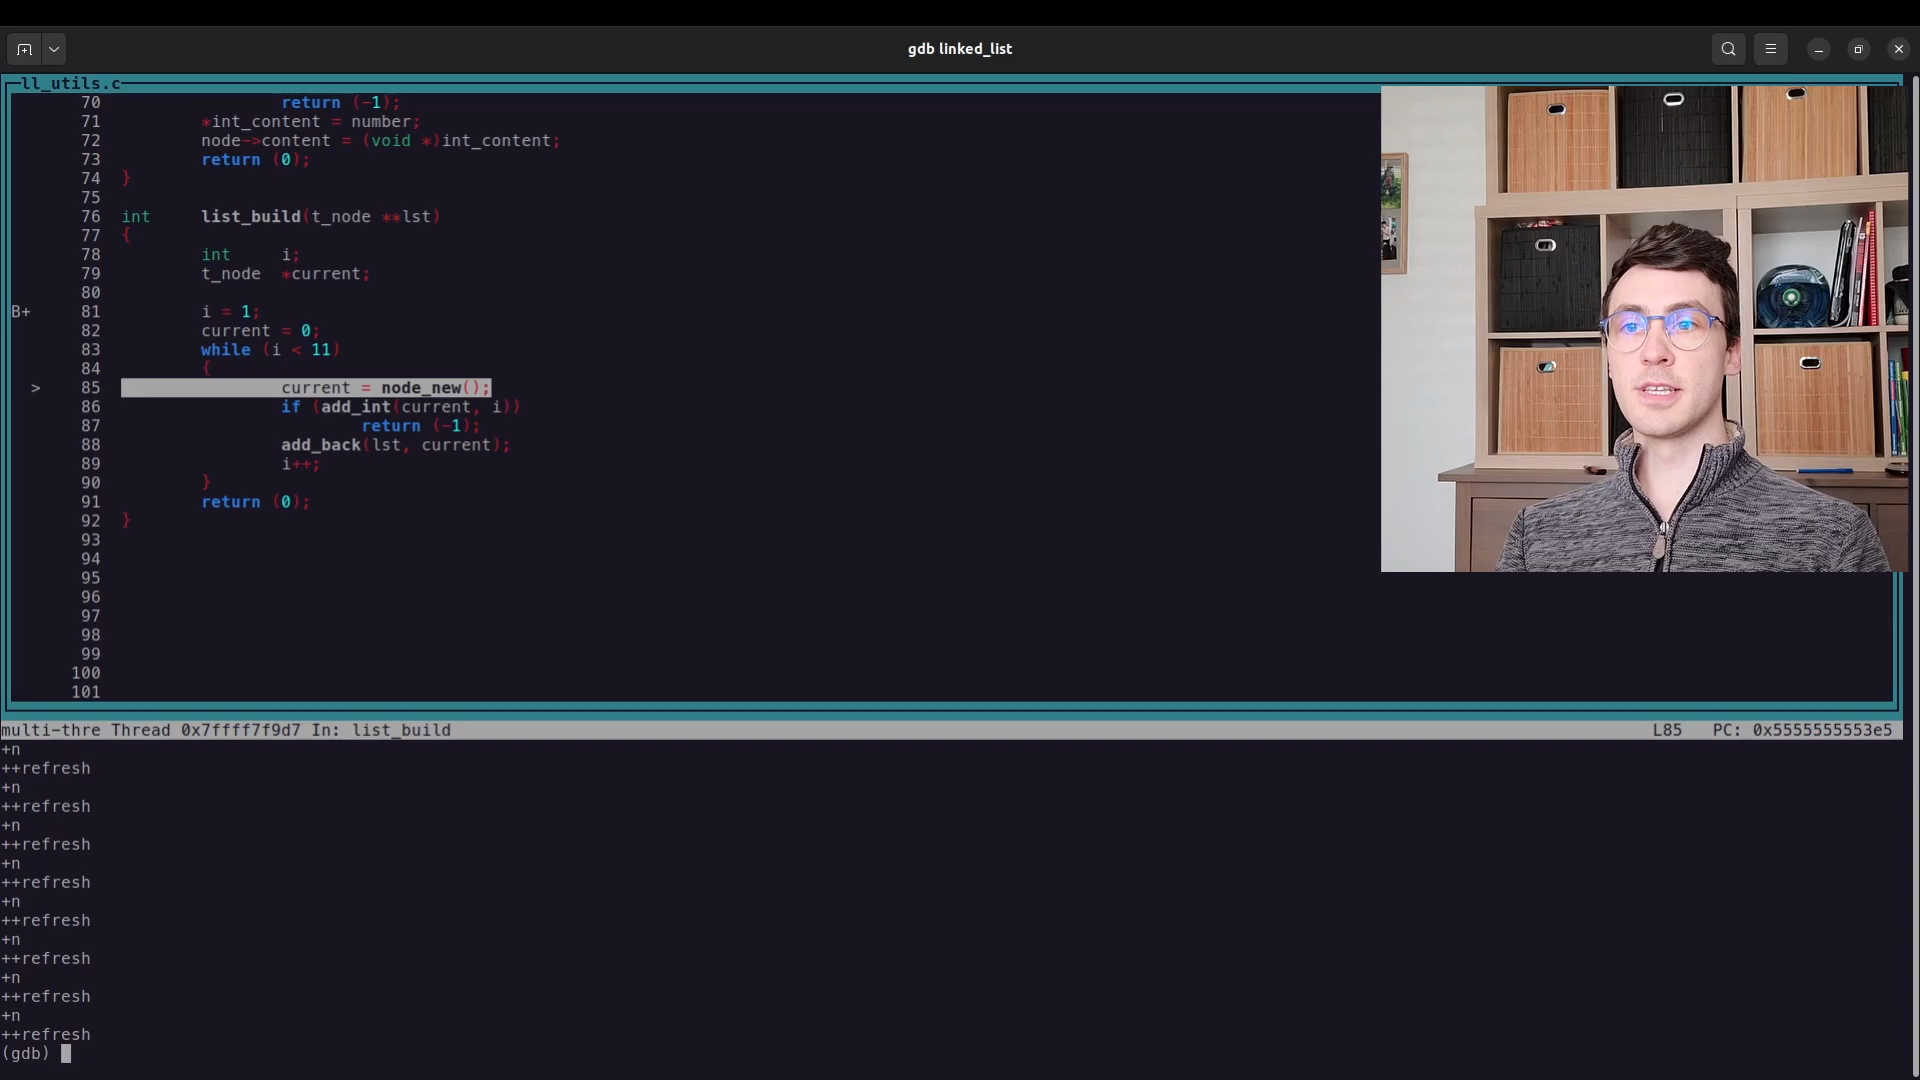 gdb linked_list
ll_utils.c
70 return (-1);
71 *int_content = number;
72 node->content = (void *)int_content;
73 return (0);
74 }
75
76 int list_build(t_node **lst)
77 {
78 int i;
79 t_node *current;
80
B+ 81 i = 1;
82 current = 0;
83 while (i < 11)
84 {
> 85 current = node_new();
86 if (add_int(current, i))
87 return (-1);
88 add_back(lst, current);
89 i++;
90 }
91 return (0);
92 }
93
94
95
96
97
98
99
100
101
multi-thre Thread 0x7ffff7f9d7 In: list_build L85 PC: 0x5555555553e5
+n
++refresh
+n
++refresh
+n
++refresh
+n
++refresh
+n
++refresh
+n
++refresh
+n
++refresh
+n
++refresh
(gdb)